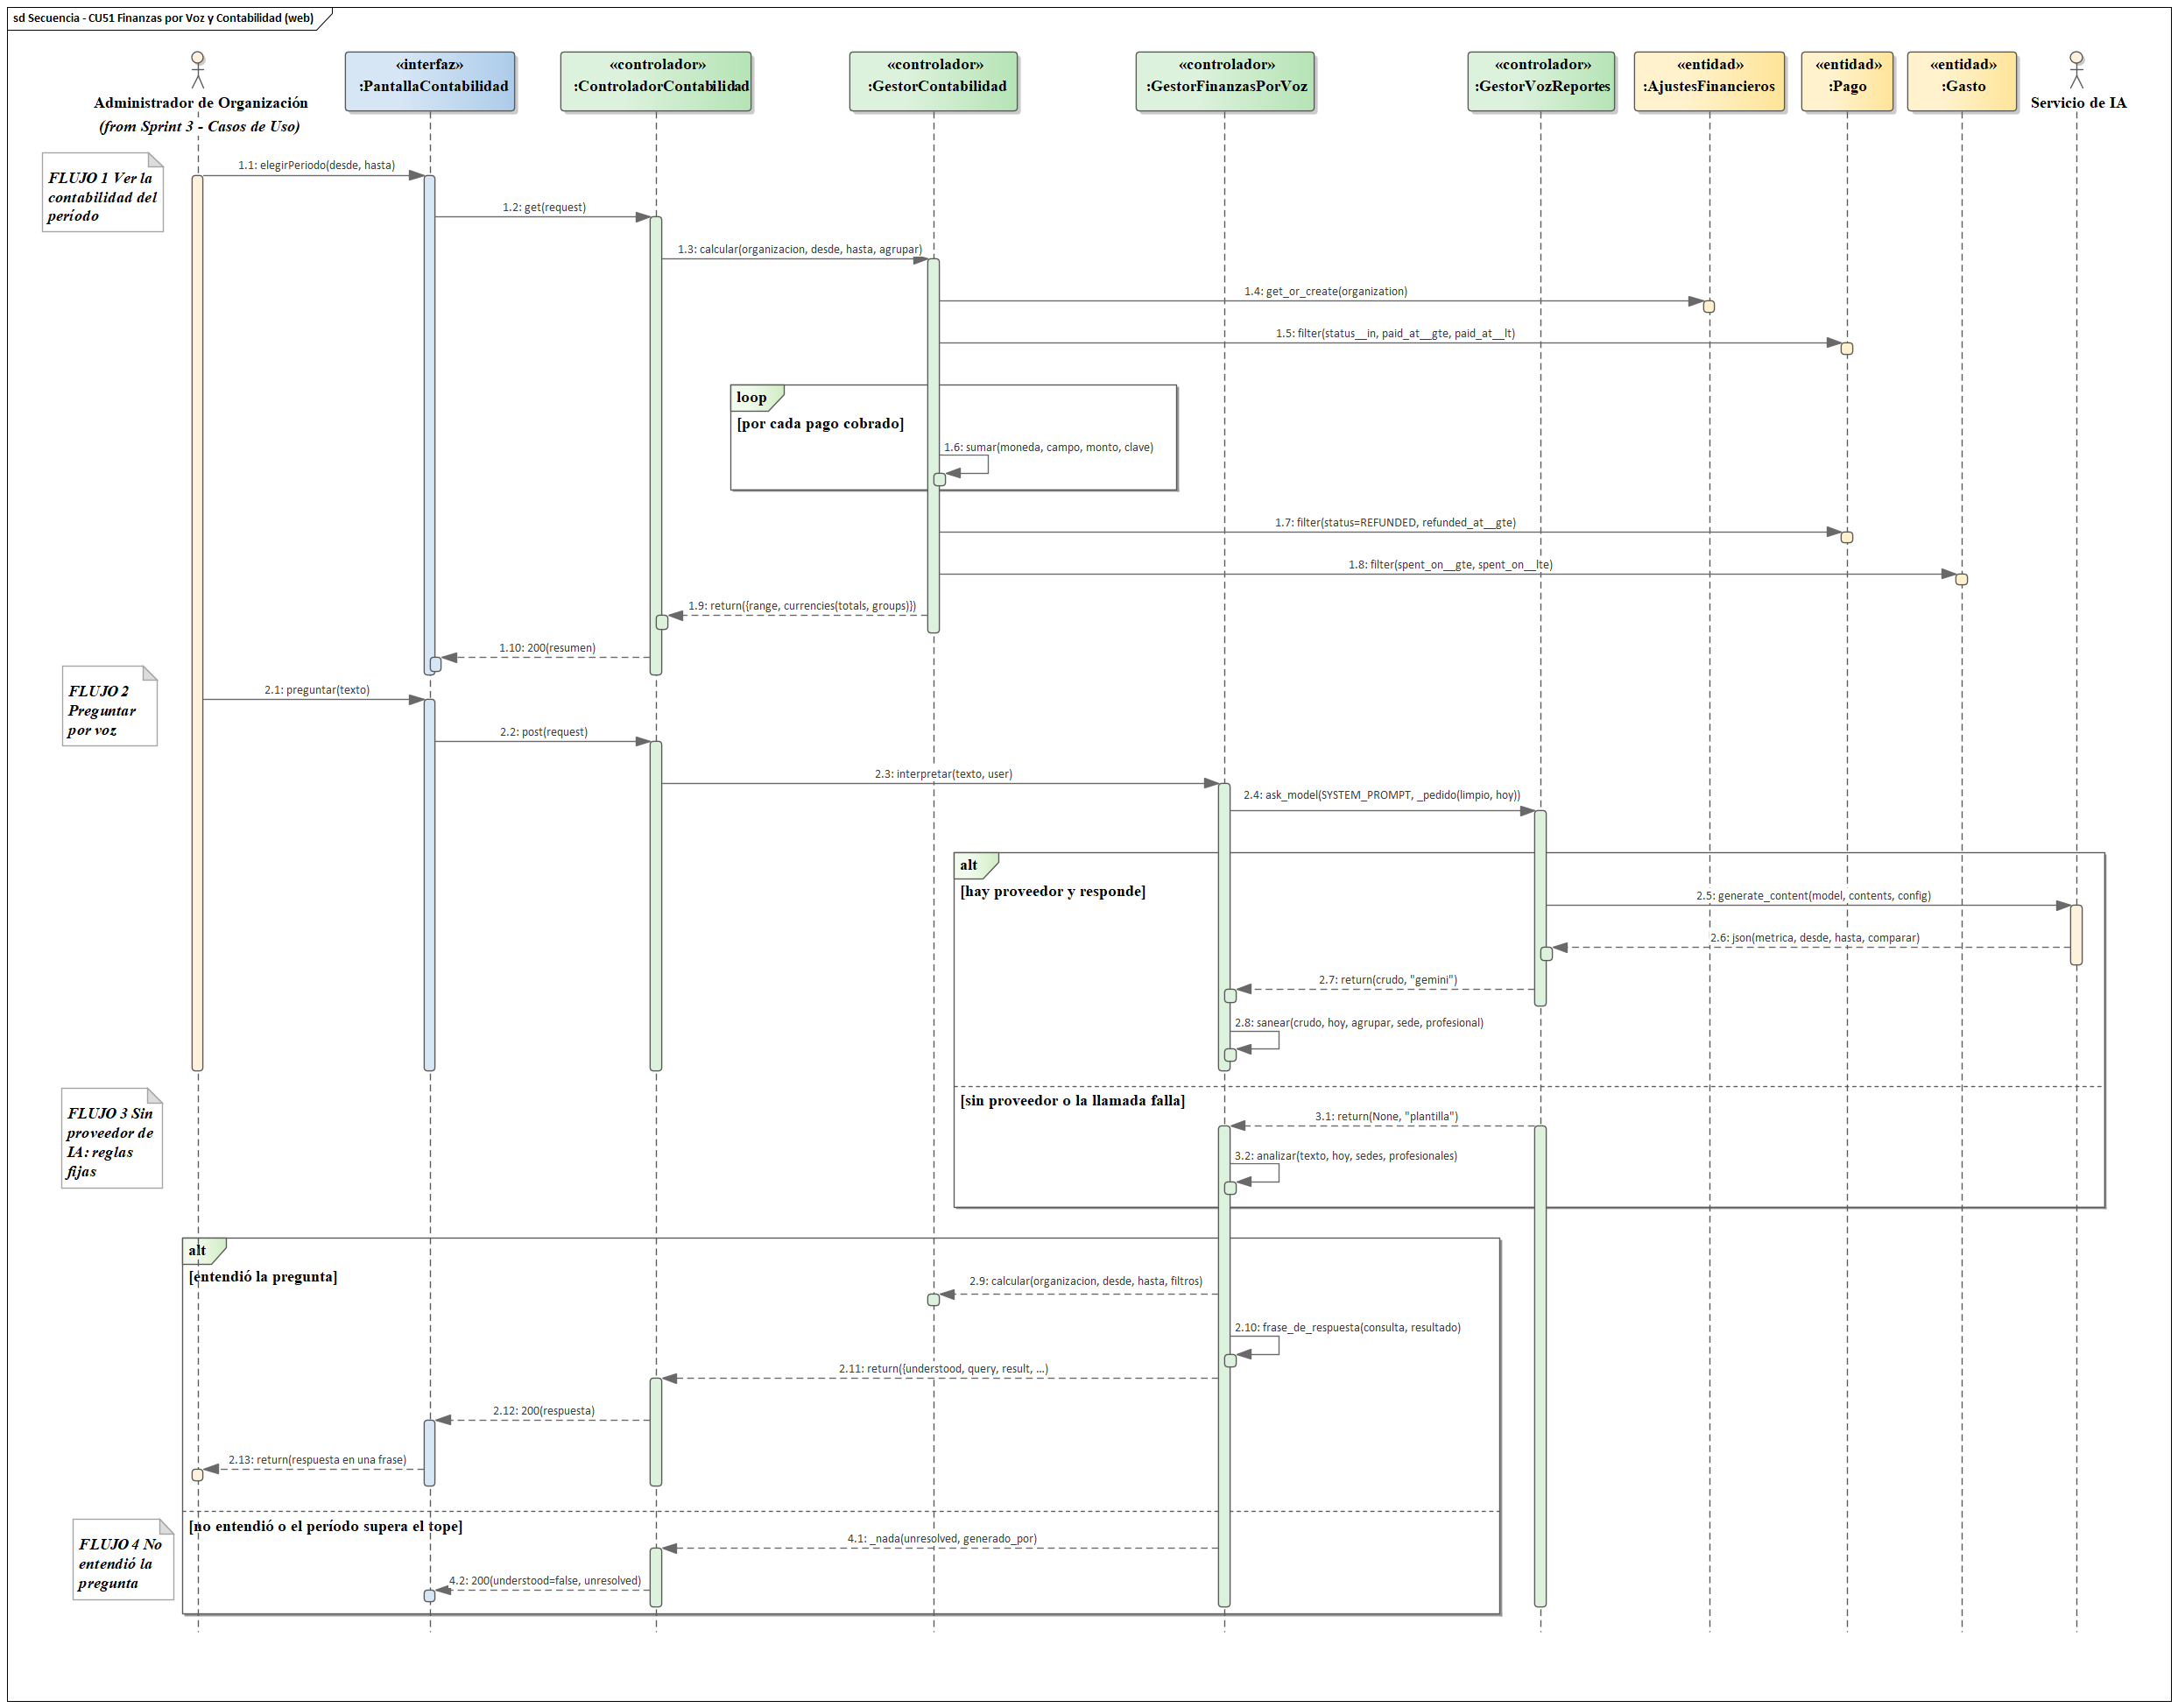 sd Secuencia - CU51 Finanzas por Voz y Contabilidad (web)
Administrador de Organización
(from Sprint 3 - Casos de Uso)
«interfaz»
:PantallaContabilidad
«controlador»
:ControladorContabilidad
«controlador»
:GestorContabilidad
«controlador»
:GestorFinanzasPorVoz
«controlador»
:GestorVozReportes
«entidad»
:AjustesFinancieros
«entidad»
:Pago
«entidad»
:Gasto
Servicio de IA
FLUJO 1 Ver la
contabilidad del
período
1.1: elegirPeriodo(desde, hasta)
1.2: get(request)
1.3: calcular(organizacion, desde, hasta, agrupar)
1.4: get_or_create(organization)
1.5: filter(status__in, paid_at__gte, paid_at__lt)
loop
[por cada pago cobrado]
1.6: sumar(moneda, campo, monto, clave)
1.7: filter(status=REFUNDED, refunded_at__gte)
1.8: filter(spent_on__gte, spent_on__lte)
1.9: return({range, currencies(totals, groups)})
1.10: 200(resumen)
FLUJO 2
Preguntar
por voz
2.1: preguntar(texto)
2.2: post(request)
2.3: interpretar(texto, user)
2.4: ask_model(SYSTEM_PROMPT, _pedido(limpio, hoy))
alt
[hay proveedor y responde]
2.5: generate_content(model, contents, config)
2.6: json(metrica, desde, hasta, comparar)
2.7: return(crudo, "gemini")
2.8: sanear(crudo, hoy, agrupar, sede, profesional)
FLUJO 3 Sin
proveedor de
IA: reglas
fijas
[sin proveedor o la llamada falla]
3.1: return(None, "plantilla")
3.2: analizar(texto, hoy, sedes, profesionales)
alt
[entendió la pregunta]
2.9: calcular(organizacion, desde, hasta, filtros)
2.10: frase_de_respuesta(consulta, resultado)
2.11: return({understood, query, result, ...)
2.12: 200(respuesta)
2.13: return(respuesta en una frase)
FLUJO 4 No
entendió la
pregunta
[no entendió o el período supera el tope]
4.1: _nada(unresolved, generado_por)
4.2: 200(understood=false, unresolved)